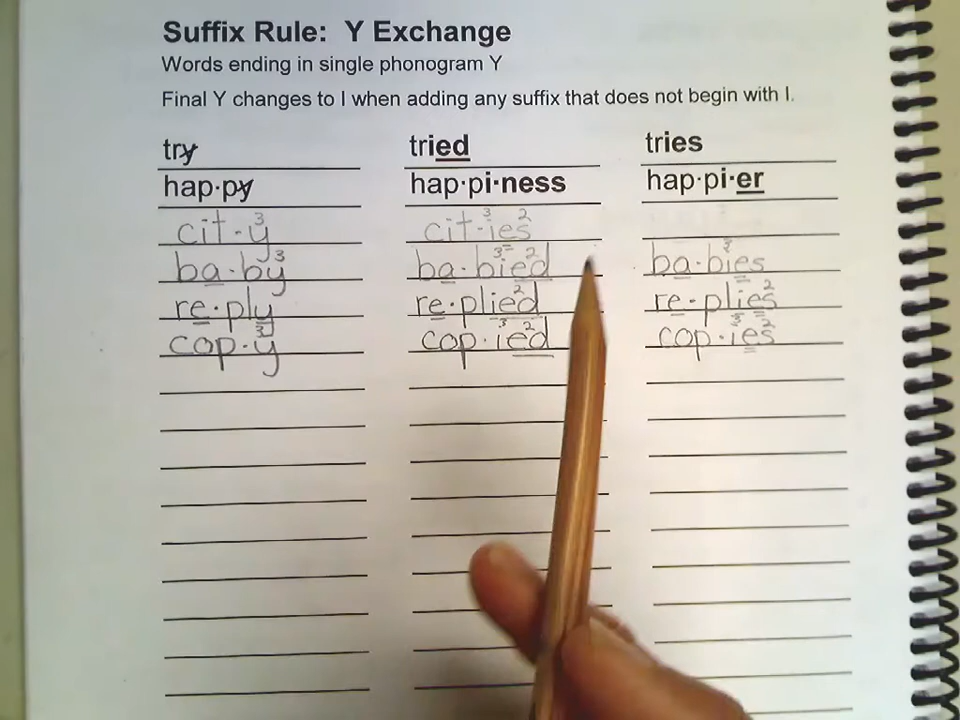 Suffix Rule: Y Exchange
Words ending in single phonogram Y
Final Y changes to I when adding any suffix that does not begin with I.
try tried tries
hap·py hap·pi·ness hap·pi·er
cit·y cit·ies
ba·by ba·bied ba·bies
re·ply re·plied re·plies
cop·y cop·ied cop·ies